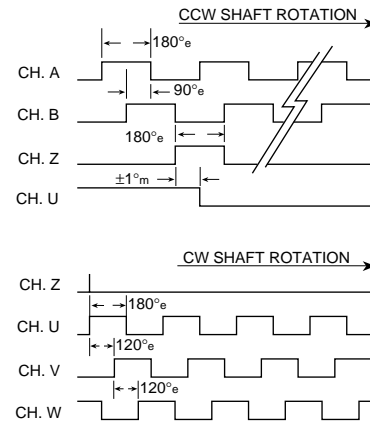 CCW SHAFT ROTATION
180°e
CH. A
90°e
CH. B
180°e
CH. Z
±1°m
CH. U
CW SHAFT ROTATION
CH. Z
180°e
CH. U
120°e
CH. V
120°e
CH. W